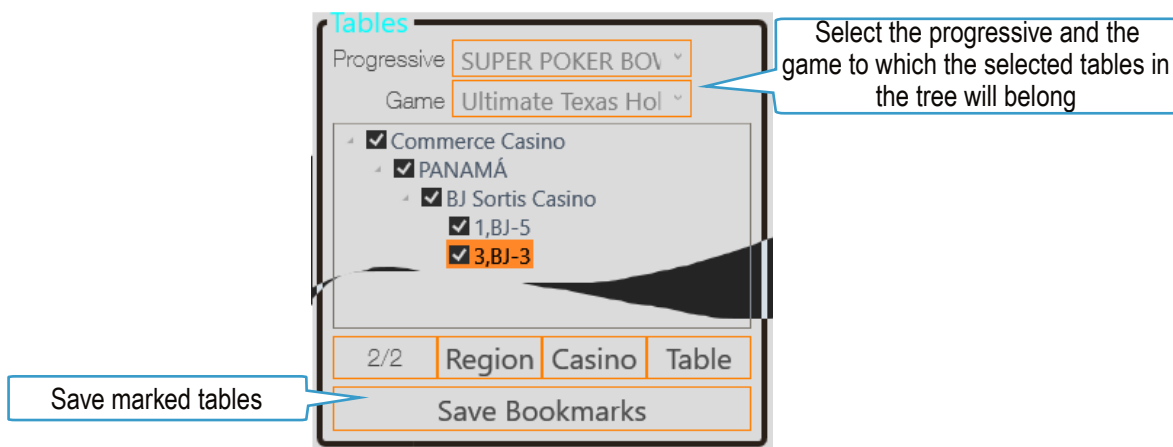 Tables
Progressive SUPER POKER BOW
Game Ultimate Texas Hol
Select the progressive and the
game to which the selected tables in
the tree will belong
Commerce Casino
PANAMÁ
BJ Sortis Casino
1,BJ-5
3,BJ-3
2/2 Region Casino Table
Save marked tables
Save Bookmarks